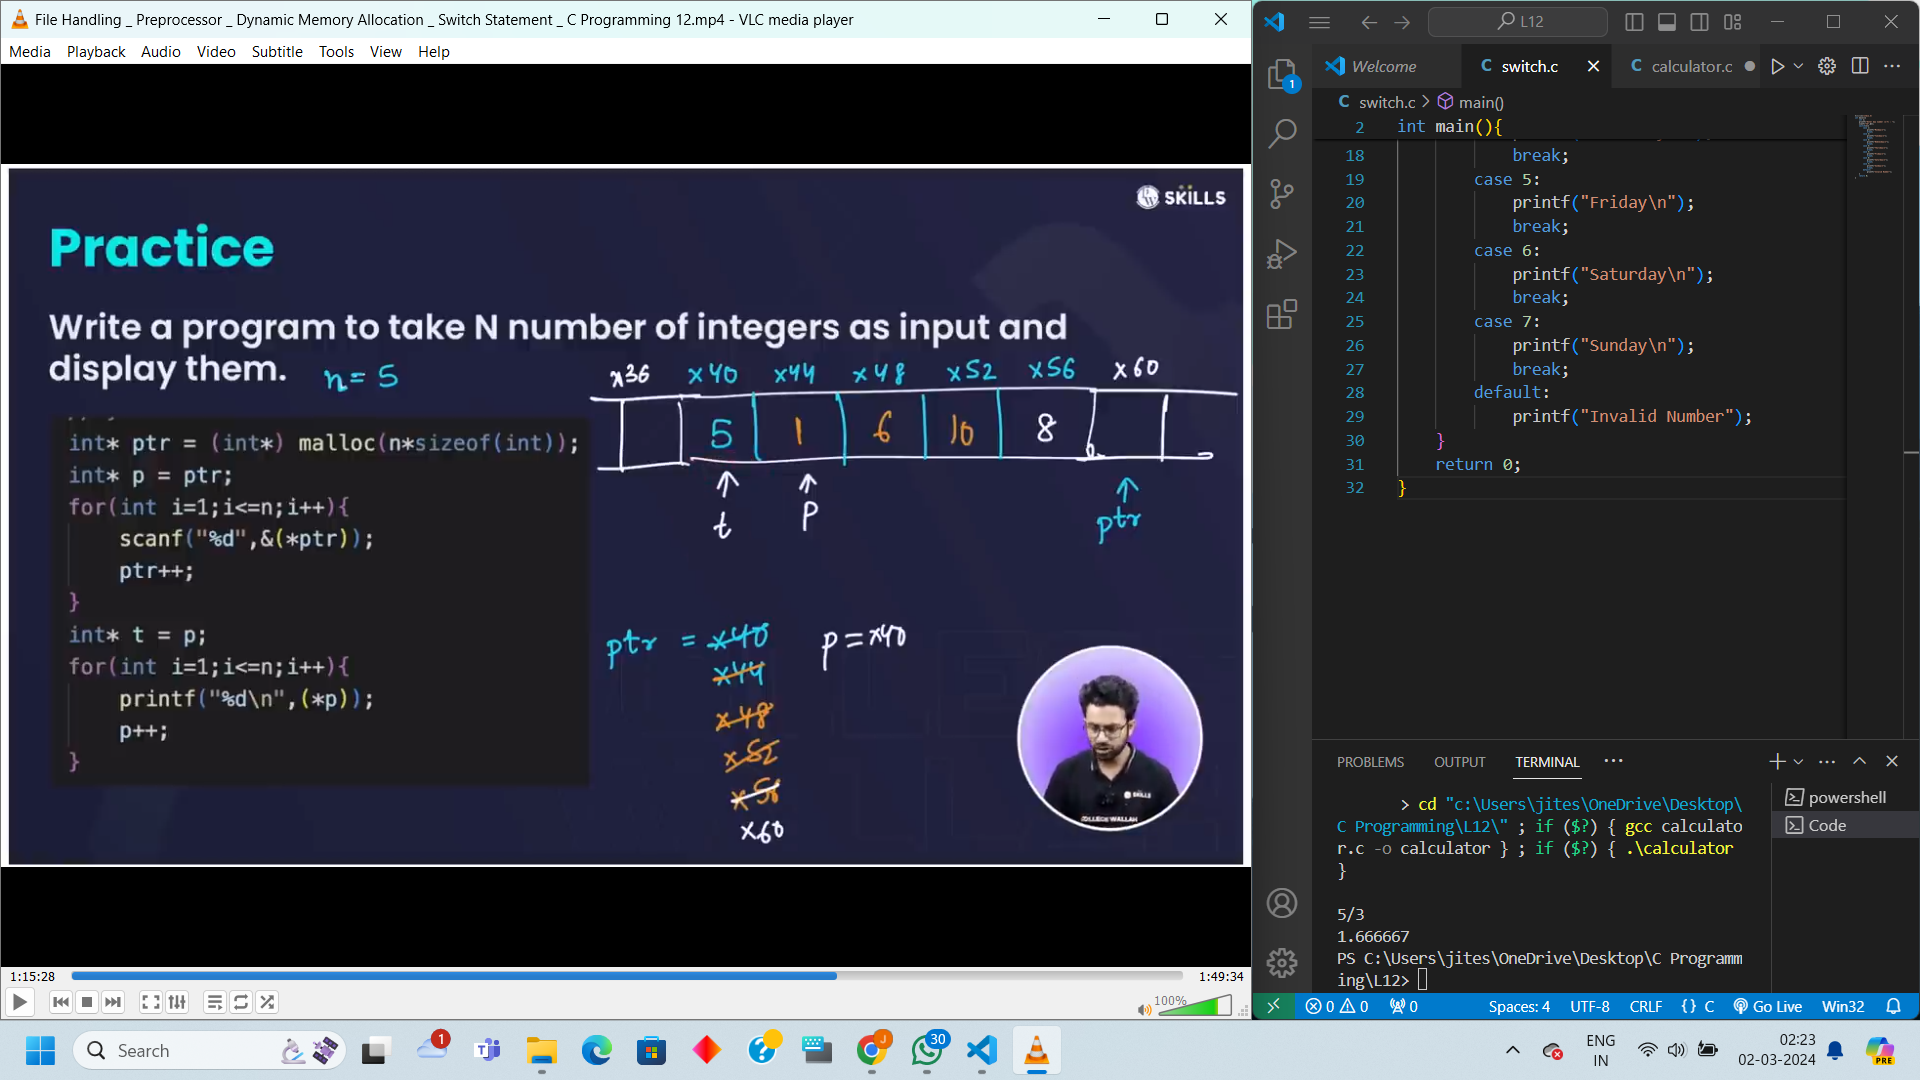 File Handling _ Preprocessor _ Dynamic Memory Allocation _ Switch Statement _ C Programming 12.mp4 - VLC media player
Media Playback Audio Video Subtitle Tools View Help
SKILLS
Practice
Write a program to take N number of integers as input and
display them. n = 5
x36 x40 x44 x48 x52 x56 x60
5 1 6 10 8
t P ptr
int* ptr = (int*) malloc(n*sizeof(int));
int* p = ptr;
for(int i=1;i<=n;i++){
scanf("%d",&(*ptr));
ptr++;
}
int* t = p;
for(int i=1;i<=n;i++){
printf("%d\n",(*p));
p++;
}
ptr = x40 p = x40
x44
x48
x52
x56
x60
SKILLS
COLLEGE WALLAH
1:15:28
1:49:34
100%
L12
1
Welcome
C switch.c
C calculator.c
C switch.c > main()
2 int main(){
18 break;
19 case 5:
20 printf("Friday\n");
21 break;
22 case 6:
23 printf("Saturday\n");
24 break;
25 case 7:
26 printf("Sunday\n");
27 break;
28 default:
29 printf("Invalid Number");
30 }
31 return 0;
32 }
PROBLEMS OUTPUT TERMINAL
> cd "c:\Users\jites\OneDrive\Desktop\
C Programming\L12\" ; if ($?) { gcc calculato
r.c -o calculator } ; if ($?) { .\calculator
}
5/3
1.666667
PS C:\Users\jites\OneDrive\Desktop\C Programm
ing\L12>
powershell
Code
0 0 0 Spaces: 4 UTF-8 CRLF {} C Go Live Win32
Search
1
30
J
ENG
IN
02:23
02-03-2024
PRE